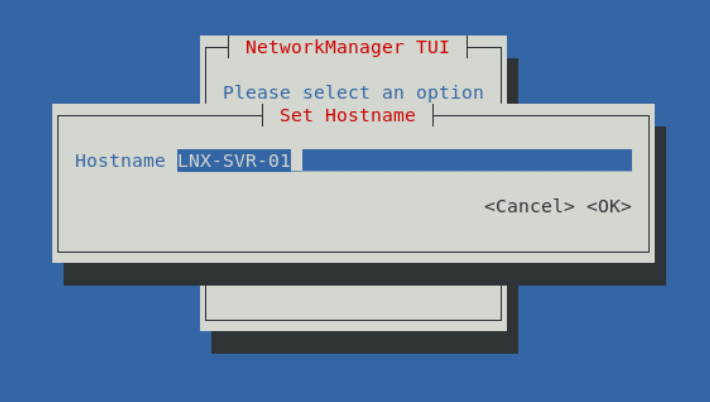 NetworkManager TUI
Please select an option
Set Hostname
Hostname LNX-SVR-01
<Cancel> <OK>